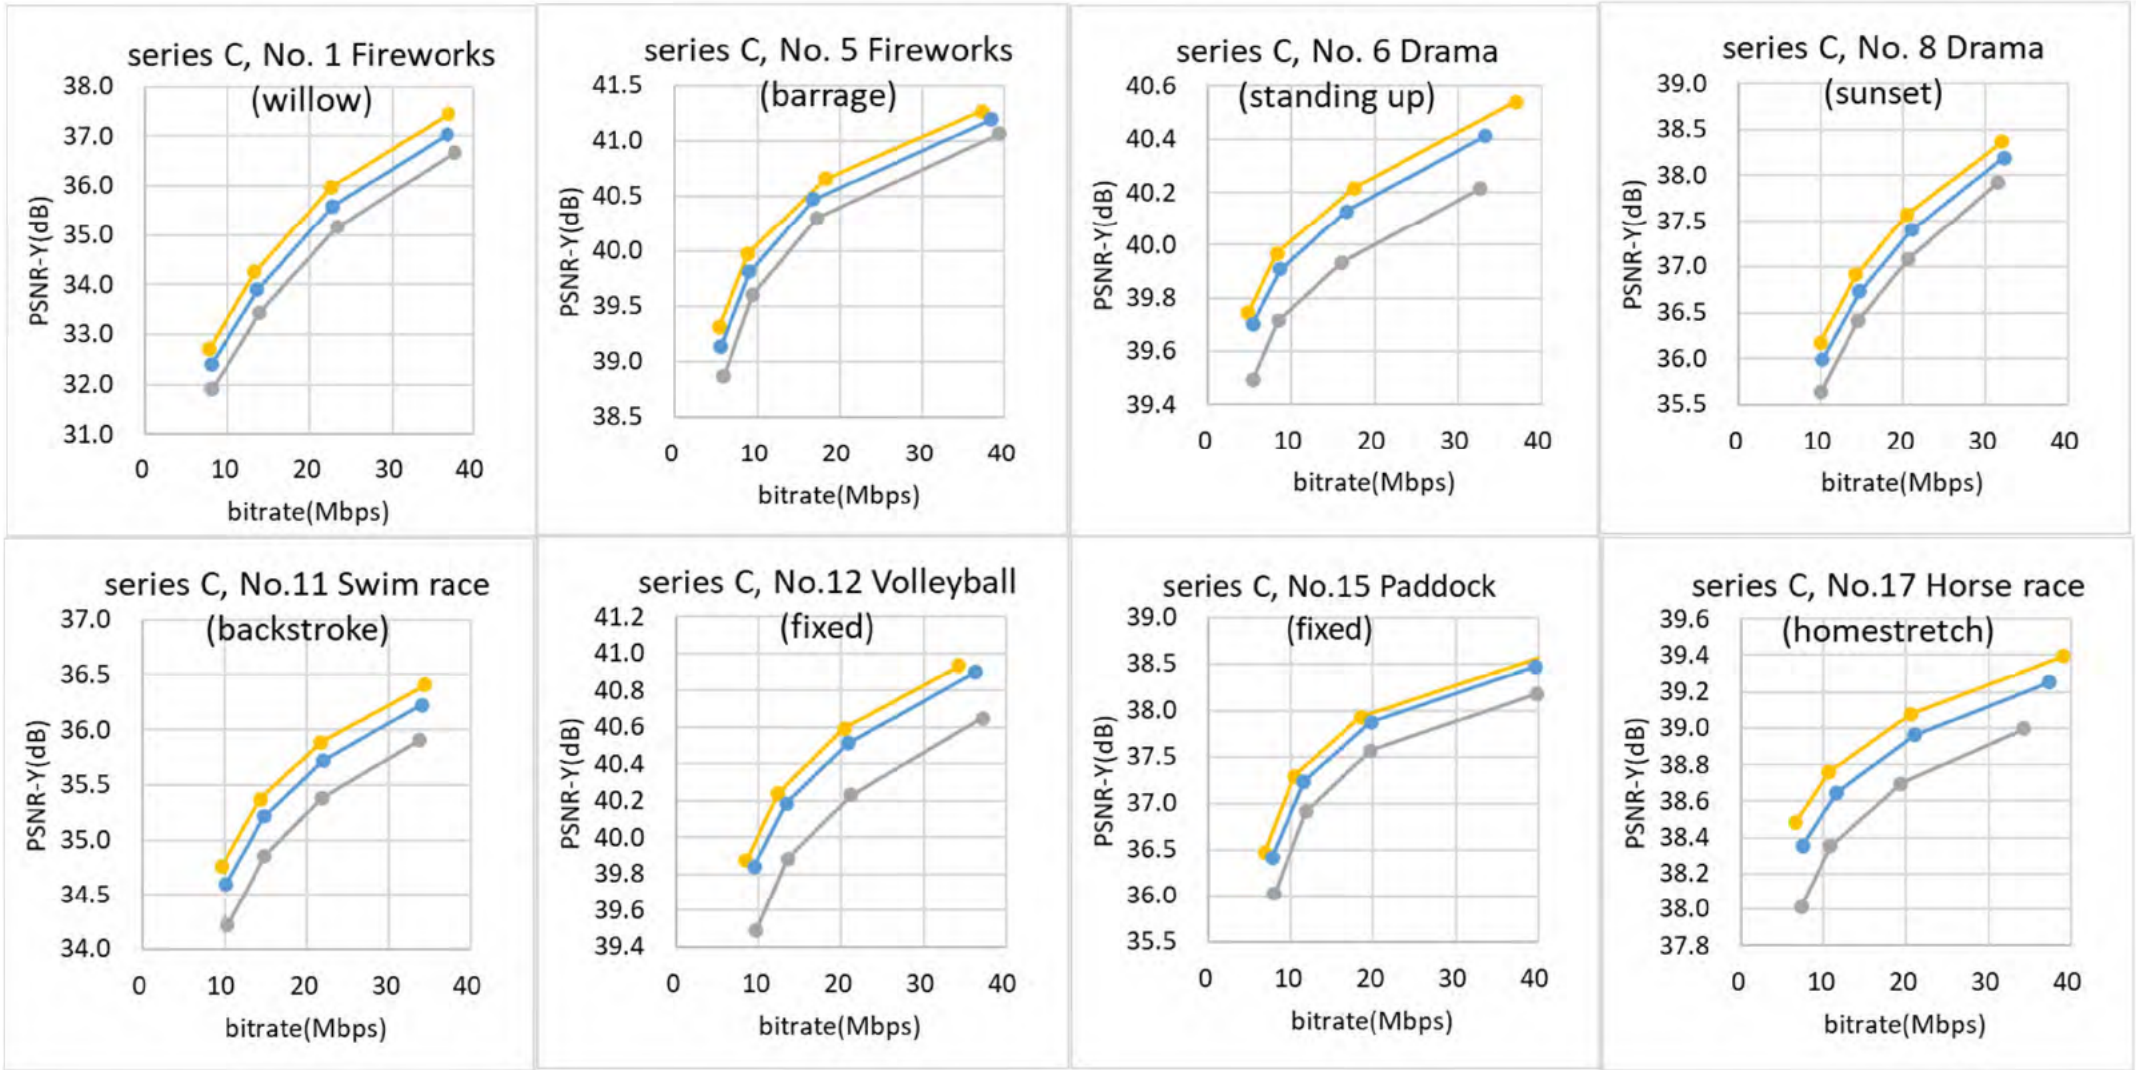 series C, No. 1 Fireworks
(willow)
38.0
37.0
36.0
35.0
34.0
33.0
32.0
31.0
PSNR-Y(dB)
0 10 20 30 40
bitrate(Mbps)
series C, No. 5 Fireworks
(barrage)
41.5
41.0
40.5
40.0
39.5
39.0
38.5
PSNR-Y(dB)
0 10 20 30 40
bitrate(Mbps)
series C, No. 6 Drama
(standing up)
40.6
40.4
40.2
40.0
39.8
39.6
39.4
PSNR-Y(dB)
0 10 20 30 40
bitrate(Mbps)
series C, No. 8 Drama
(sunset)
39.0
38.5
38.0
37.5
37.0
36.5
36.0
35.5
PSNR-Y(dB)
0 10 20 30 40
bitrate(Mbps)
series C, No.11 Swim race
(backstroke)
37.0
36.5
36.0
35.5
35.0
34.5
34.0
PSNR-Y(dB)
0 10 20 30 40
bitrate(Mbps)
series C, No.12 Volleyball
(fixed)
41.2
41.0
40.8
40.6
40.4
40.2
40.0
39.8
39.6
39.4
PSNR-Y(dB)
0 10 20 30 40
bitrate(Mbps)
series C, No.15 Paddock
(fixed)
39.0
38.5
38.0
37.5
37.0
36.5
36.0
35.5
PSNR-Y(dB)
0 10 20 30 40
bitrate(Mbps)
series C, No.17 Horse race
(homestretch)
39.6
39.4
39.2
39.0
38.8
38.6
38.4
38.2
38.0
37.8
PSNR-Y(dB)
0 10 20 30 40
bitrate(Mbps)